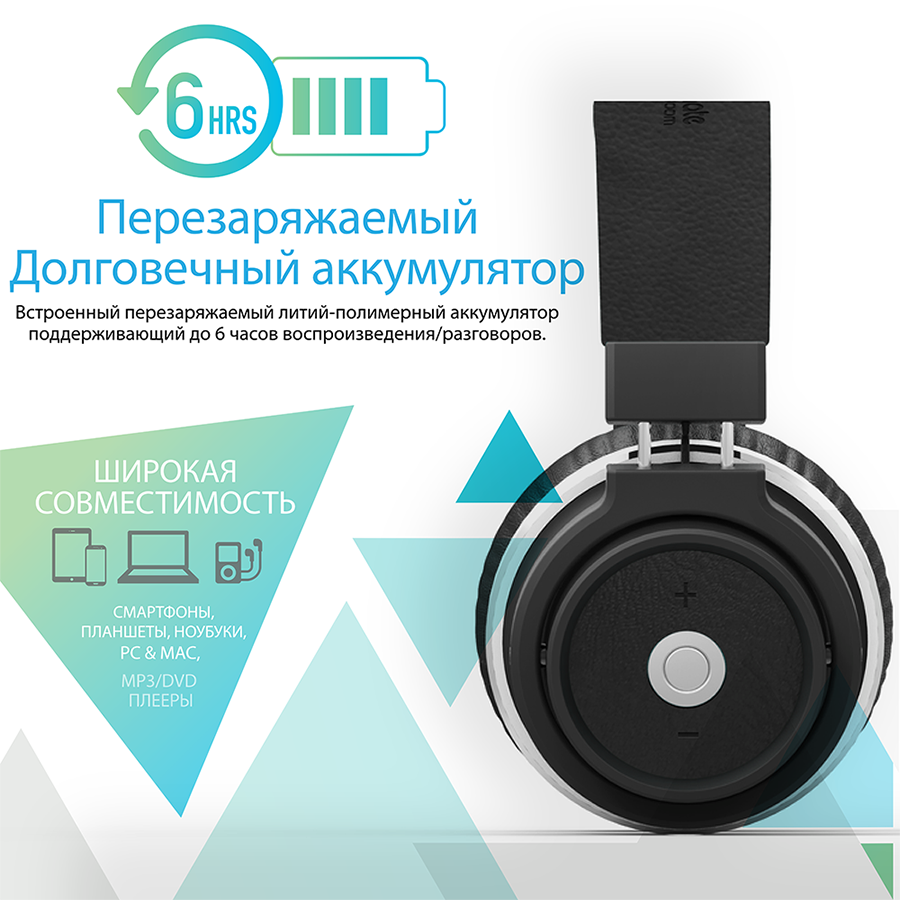 6 HRS
Перезаряжаемый
Долговечный аккумулятор
Встроенный перезаряжаемый литий-полимерный аккумулятор
поддерживающий до 6 часов воспроизведения/разговоров.
ШИРОКАЯ
СОВМЕСТИМОСТЬ
СМАРТФОНЫ,
ПЛАНШЕТЫ, НОУБУКИ,
PC & MAC,
MP3/DVD
ПЛЕЕРЫ
+
−